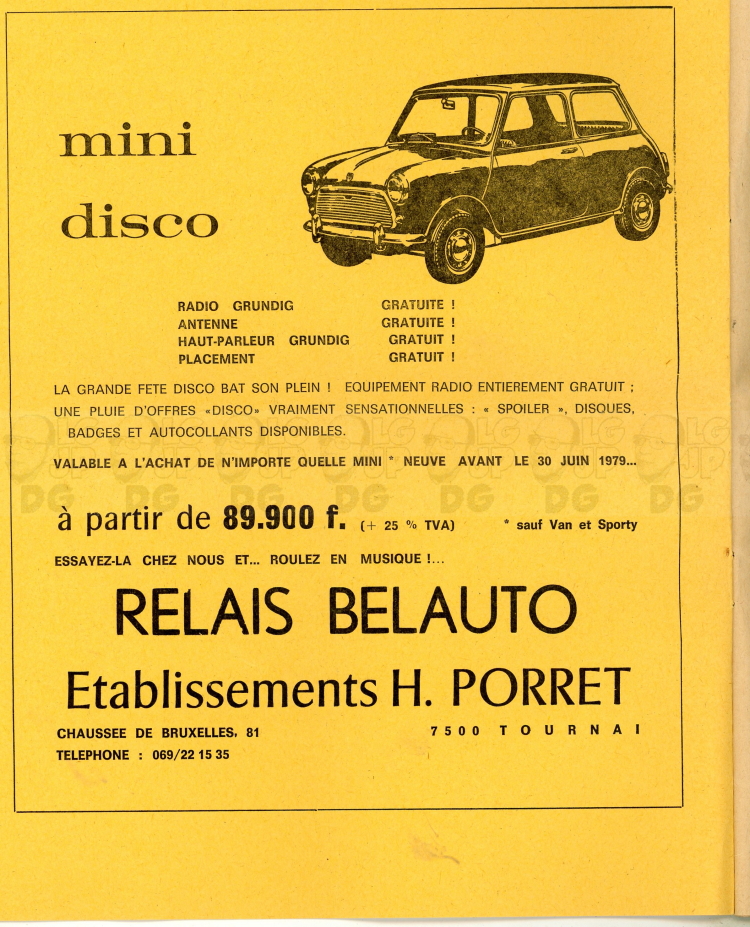 mini
disco
RADIO GRUNDIG GRATUITE !
ANTENNE GRATUITE !
HAUT-PARLEUR GRUNDIG GRATUIT !
PLACEMENT GRATUIT !
LA GRANDE FETE DISCO BAT SON PLEIN ! EQUIPEMENT RADIO ENTIEREMENT GRATUIT ;
UNE PLUIE D'OFFRES «DISCO» VRAIMENT SENSATIONNELLES : « SPOILER », DISQUES,
BADGES ET AUTOCOLLANTS DISPONIBLES.
VALABLE A L'ACHAT DE N'IMPORTE QUELLE MINI * NEUVE AVANT LE 30 JUIN 1979...
à partir de 89.900 f. (+ 25 % TVA) * sauf Van et Sporty
ESSAYEZ-LA CHEZ NOUS ET... ROULEZ EN MUSIQUE !...
RELAIS BELAUTO
Etablissements H. PORRET
CHAUSSEE DE BRUXELLES, 81 7500 TOURNAI
TELEPHONE : 069/22 15 35